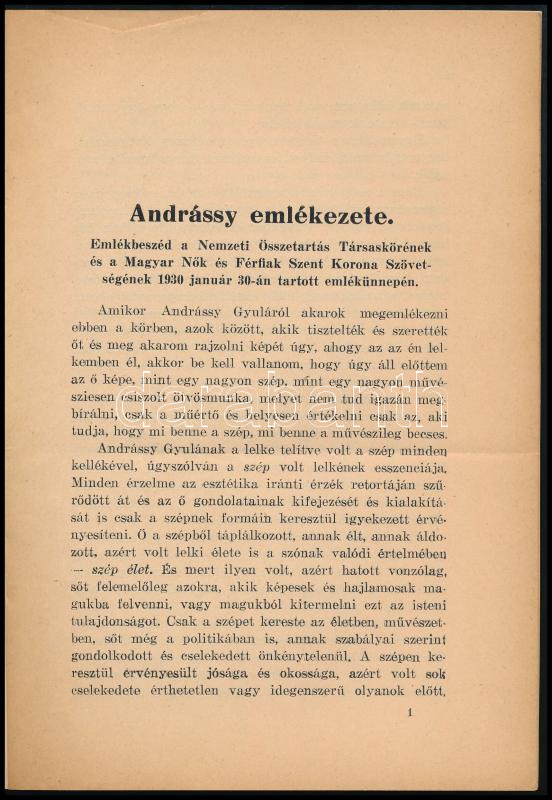 Andrássy emlékezete.
Emlékbeszéd a Nemzeti Összetartás Társaskörének
és a Magyar Nők és Férfiak Szent Korona Szövet-
ségének 1930 január 30-án tartott emlékünnepén.
Amikor Andrássy Gyuláról akarok megemlékezni
ebben a körben, azok között, akik tisztelték és szerették
őt és meg akarom rajzolni képét úgy, ahogy az az én lel-
kemben él, akkor be kell vallanom, hogy úgy áll előttem
az ő képe, mint egy nagyon szép, mint egy nagyonművé-
sziesen csiszolt ötvösmunka, melyet nem tud igazán meg-
bírálni, csak a műértő és helyesen értékelni csak az, aki
tudja, hogy mi benne a szép, mi benne a művészileg becses.
Andrássy Gyulának a lelke telítve volt a szép minden
kellékével, úgyszólván a szép volt lelkének esszenciája.
Minden érzelme az esztétika iránti érzék retortáján szű-
rődött át és az ő gondolatainak kifejezését és kialakítá-
sát is csak a szépnek formáin keresztül igyekezett érvé-
nyesíteni. Ő a szépből táplálkozott, annak élt, annak áldo-
zott, azért volt lelki élete is a szónak valódi értelmében
— szép élet. És mert ilyen volt, azért hatott vonzólag,
sőt felemelőleg azokra, akik képesek és hajlamosak ma-
gukba felvenni, vagy magukból kitermelni ezt az isteni
tulajdonságot. Csak a szépet kereste az életben, művészet-
ben, sőt még a politikában is, annak szabályai szerint
gondolkodott és cselekedett önkénytelenül. A szépen ke-
resztül érvényesült jósága és okossága, azért volt sok
cselekedete érthetetlen vagy idegenszerű olyanok előtt,
1
darabanth